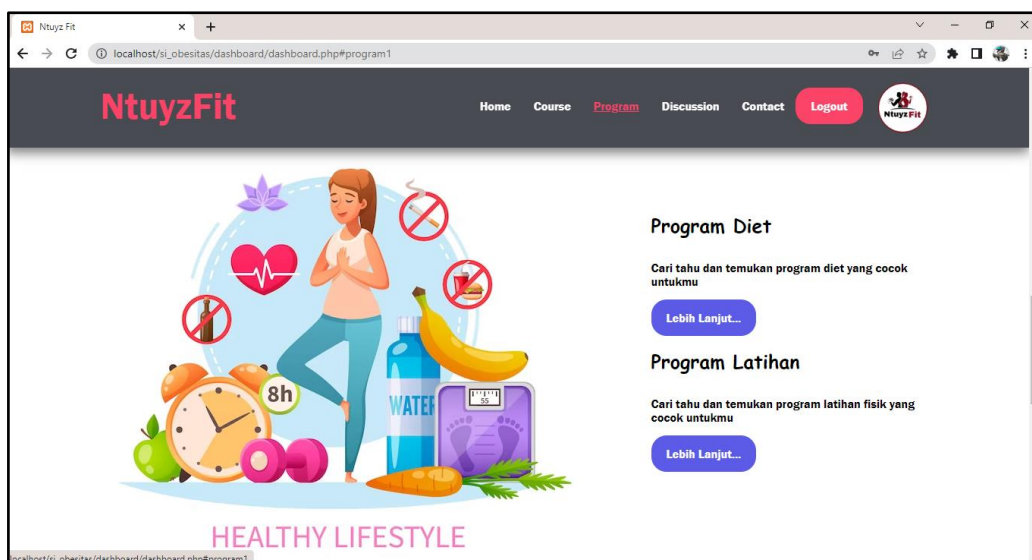 Ntuyz Fit
localhost/si_obesitas/dashboard/dashboard.php#program1
NtuyzFit
Home Course Program Discussion Contact Logout
NtuyzFit
8h
WATER
55
HEALTHY LIFESTYLE
Program Diet
Cari tahu dan temukan program diet yang cocok
untukmu
Lebih Lanjut...
Program Latihan
Cari tahu dan temukan program latihan fisik yang
cocok untukmu
Lebih Lanjut...
localhost/si_obesitas/dashboard/dashboard.php#program1